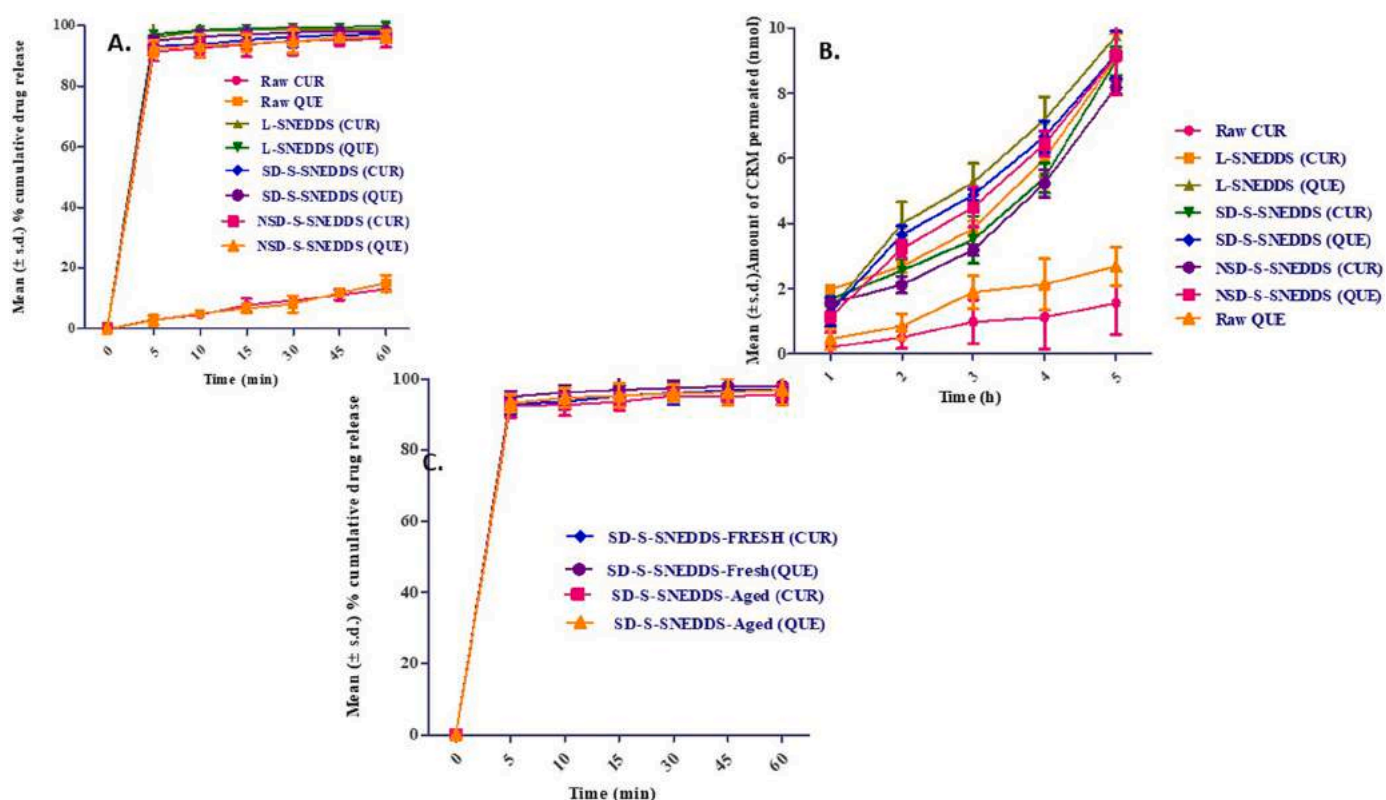 A.
Mean (± s.d.) % cumulative drug release
100
80
60
40
20
0
Raw CUR
Raw QUE
L-SNEDDS (CUR)
L-SNEDDS (QUE)
SD-S-SNEDDS (CUR)
SD-S-SNEDDS (QUE)
NSD-S-SNEDDS (CUR)
NSD-S-SNEDDS (QUE)
0 5 10 15 30 45 60
Time (min)
B.
Mean (± s.d.)Amount of CRM permeated (nmol)
10
8
6
4
2
0
1 2 3 4 5
Time (h)
Raw CUR
L-SNEDDS (CUR)
L-SNEDDS (QUE)
SD-S-SNEDDS (CUR)
SD-S-SNEDDS (QUE)
NSD-S-SNEDDS (CUR)
NSD-S-SNEDDS (QUE)
Raw QUE
C.
Mean (± s.d.) % cumulative drug release
100
80
60
40
20
0
SD-S-SNEDDS-FRESH (CUR)
SD-S-SNEDDS-Fresh(QUE)
SD-S-SNEDDS-Aged (CUR)
SD-S-SNEDDS-Aged (QUE)
0 5 10 15 30 45 60
Time (min)